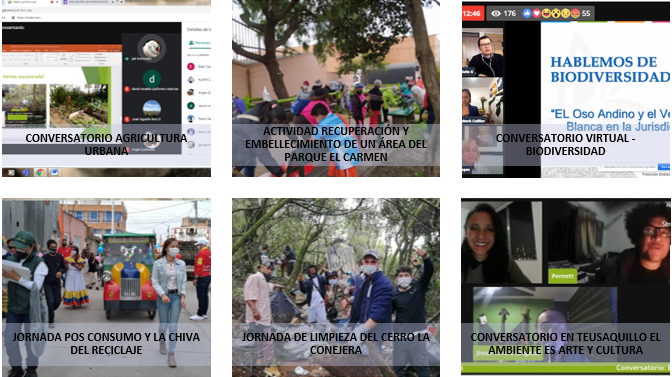 CONVERSATORIO AGRICULTURA
URBANA
ACTIVIDAD RECUPERACIÓN Y
EMBELLECIMIENTO DE UN ÁREA DEL
PARQUE EL CARMEN
12:46
176
55
HABLEMOS DE
BIODIVERSIDAD
"EL Oso Andino y el Ve
Blanca en la Jurisdi
CONVERSATORIO VIRTUAL -
BIODIVERSIDAD
JORNADA POS CONSUMO Y LA CHIVA
DEL RECICLAJE
JORNADA DE LIMPIEZA DEL CERRO LA
CONEJERA
Pernett
CONVERSATORIO EN TEUSAQUILLO EL
AMBIENTE ES ARTE Y CULTURA
Conversatorio: